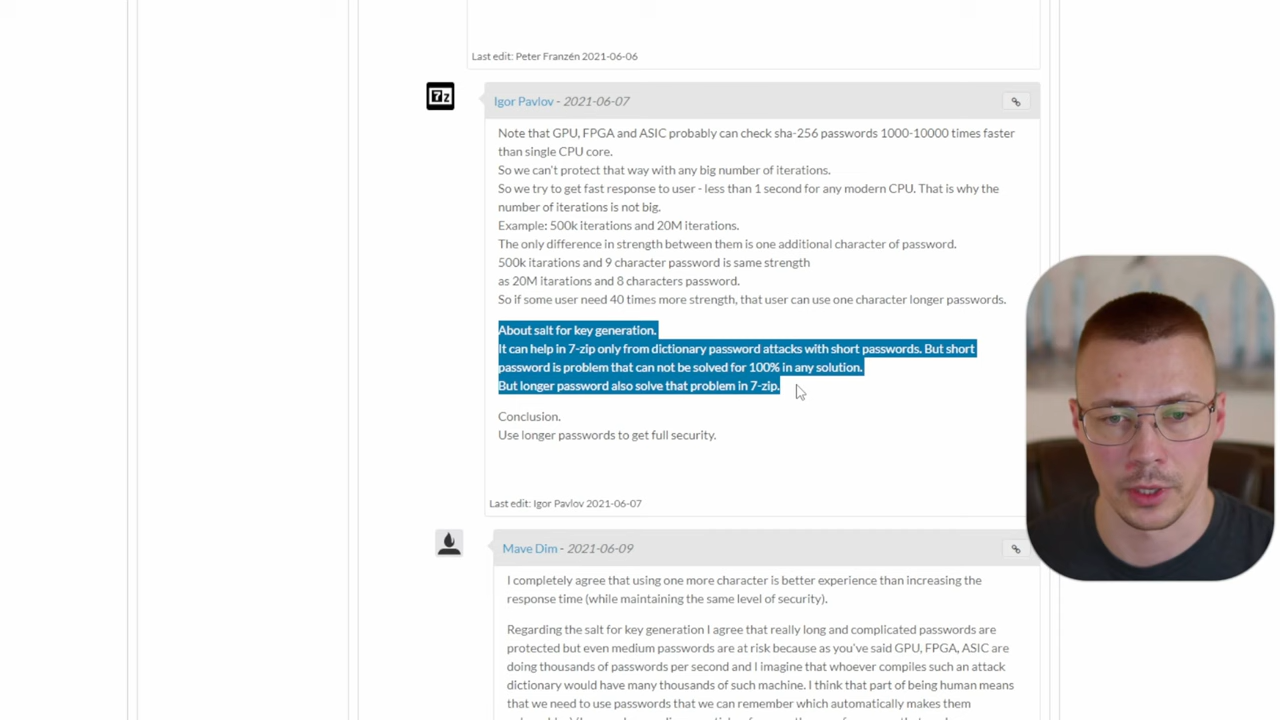 Last edit: Peter Franzén 2021-06-06
7z
Igor Pavlov - 2021-06-07
Note that GPU, FPGA and ASIC probably can check sha-256 passwords 1000-10000 times faster
than single CPU core.
So we can't protect that way with any big number of iterations.
So we try to get fast response to user - less than 1 second for any modern CPU. That is why the
number of iterations is not big.
Example: 500k iterations and 20M iterations.
The only difference in strength between them is one additional character of password.
500k itarations and 9 character password is same strength
as 20M itarations and 8 characters password.
So if some user need 40 times more strength, that user can use one character longer passwords.
About salt for key generation.
It can help in 7-zip only from dictionary password attacks with short passwords. But short
password is problem that can not be solved for 100% in any solution.
But longer password also solve that problem in 7-zip.
Conclusion.
Use longer passwords to get full security.
Last edit: Igor Pavlov 2021-06-07
Mave Dim - 2021-06-09
I completely agree that using one more character is better experience than increasing the
response time (while maintaining the same level of security).
Regarding the salt for key generation I agree that really long and complicated passwords are
protected but even medium passwords are at risk because as you've said GPU, FPGA, ASIC are
doing thousands of passwords per second and I imagine that whoever compiles such an attack
dictionary would have many thousands of such machine. I think that part of being human means
that we need to use passwords that we can remember which automatically makes them